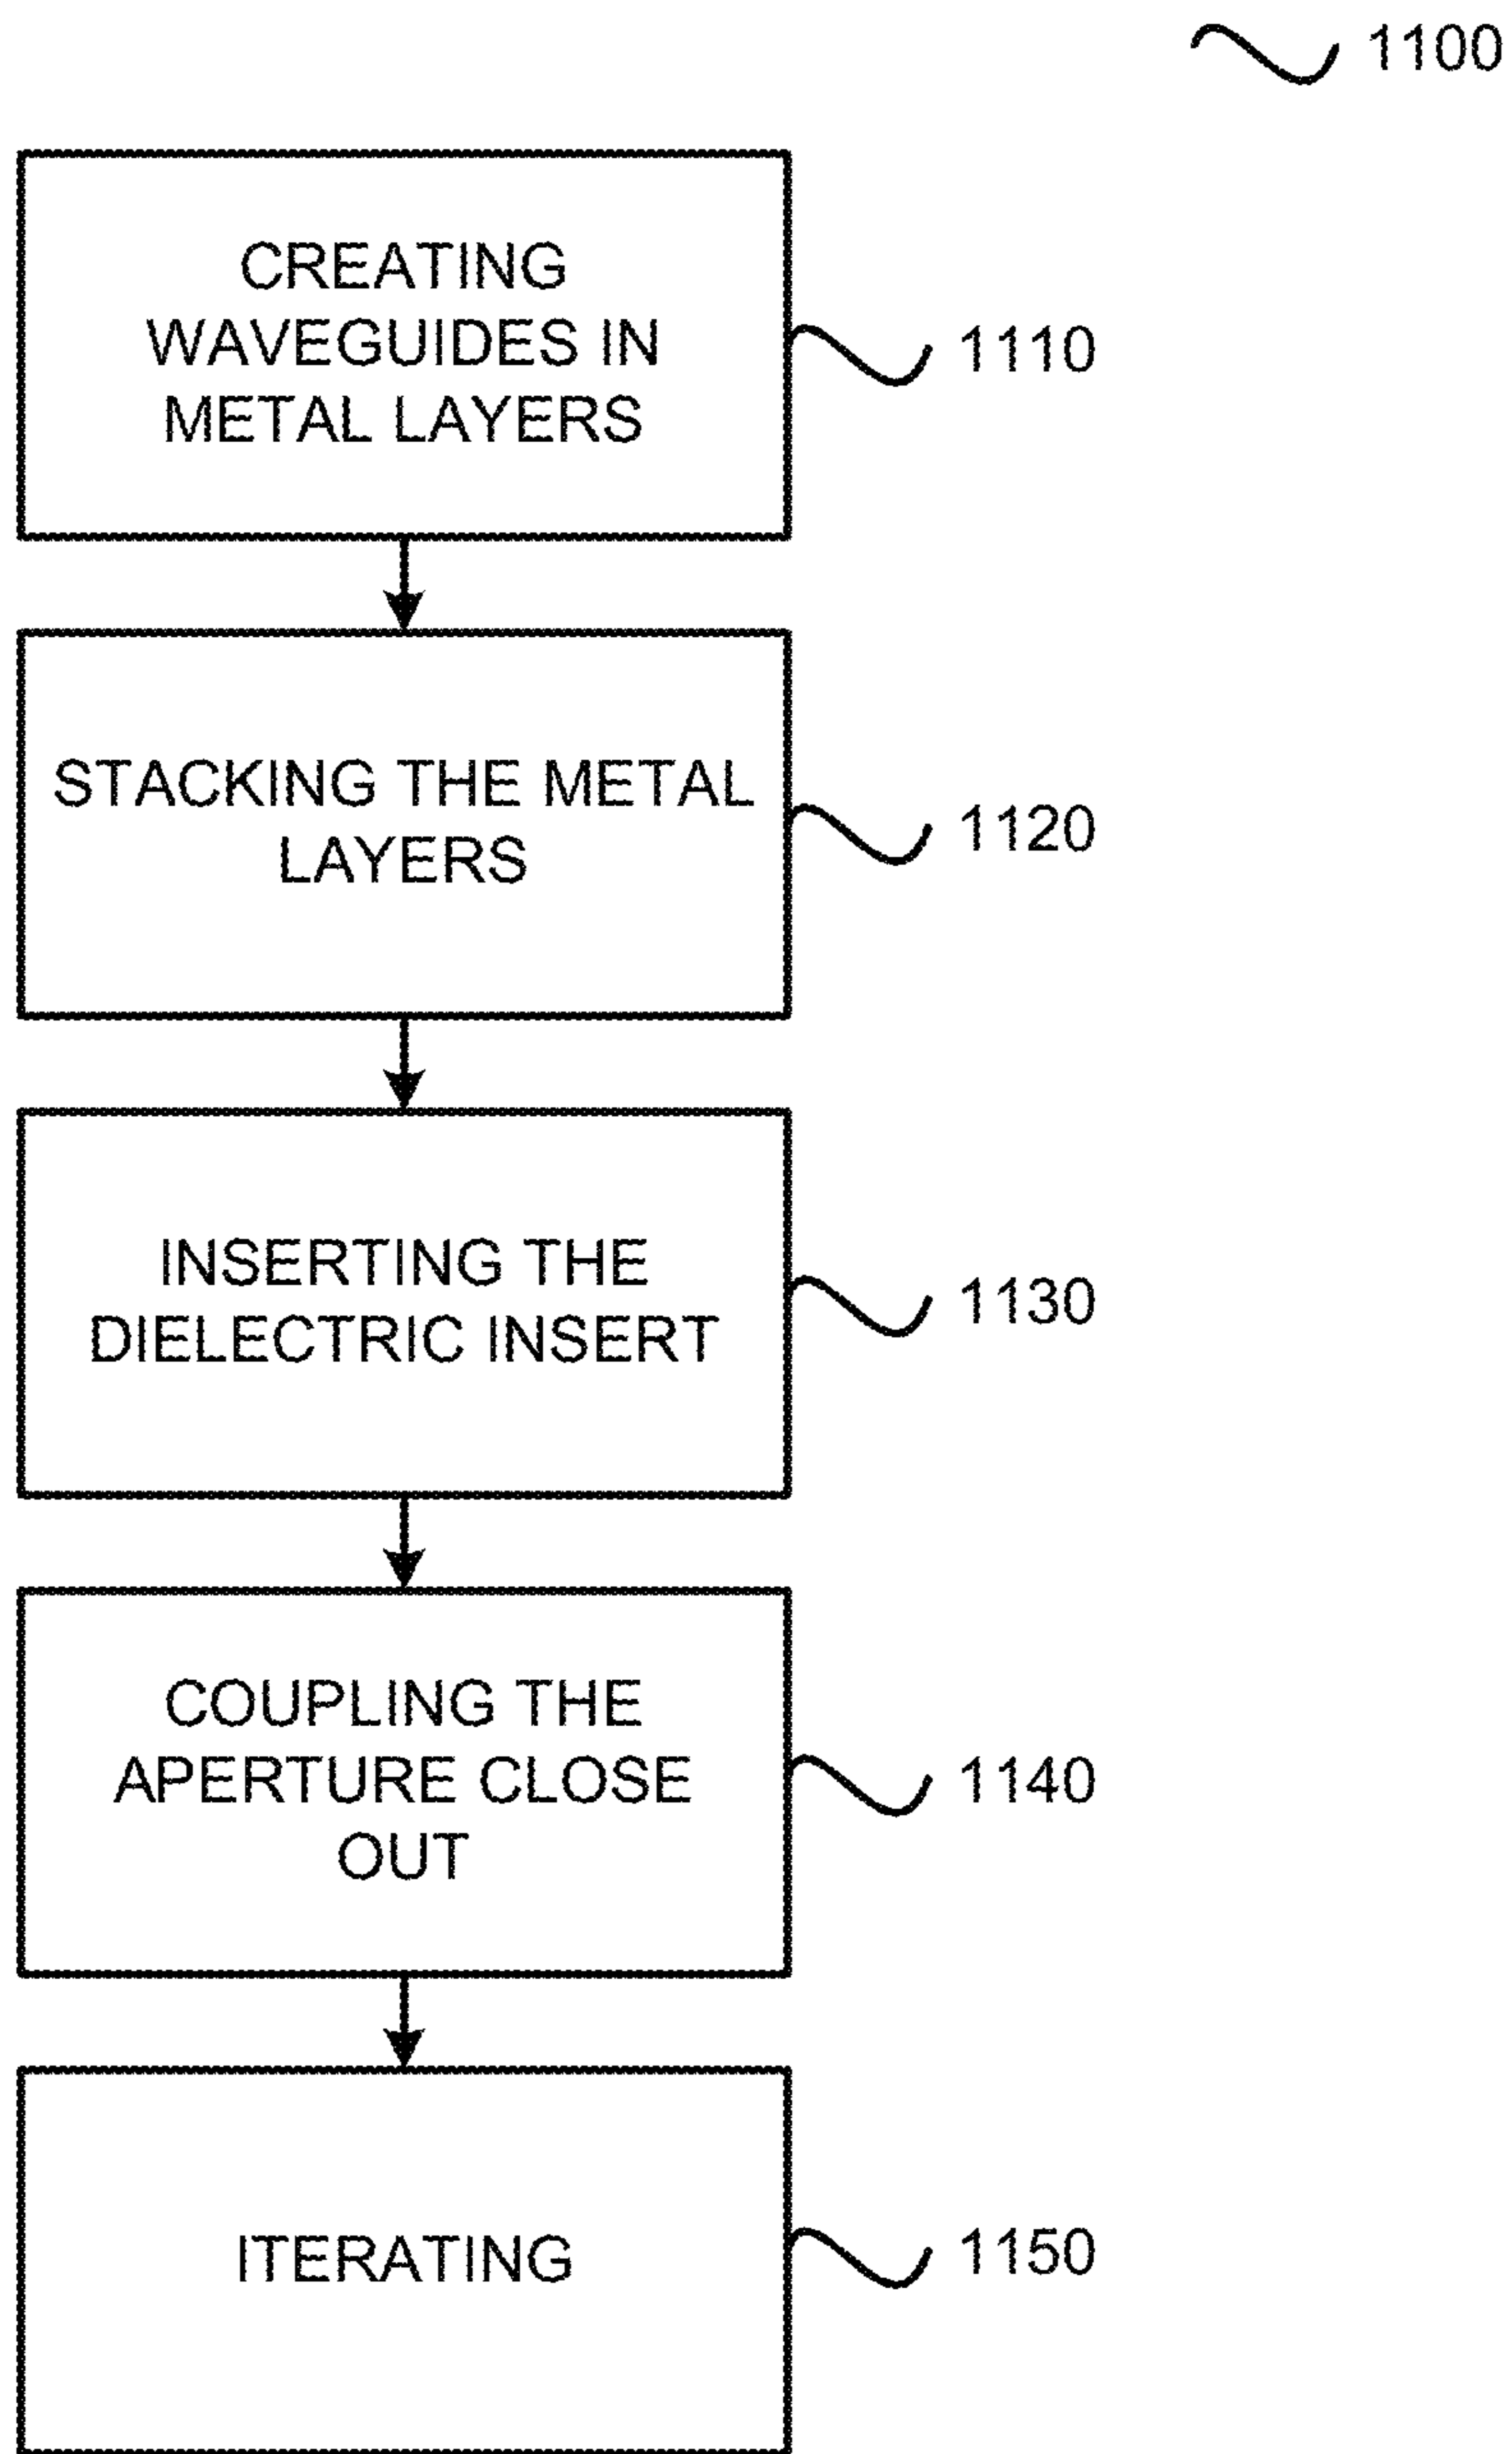 1100
CREATING
WAVEGUIDES IN
METAL LAYERS
1110
STACKING THE METAL
LAYERS
1120
INSERTING THE
DIELECTRIC INSERT
1130
COUPLING THE
APERTURE CLOSE
OUT
1140
ITERATING
1150